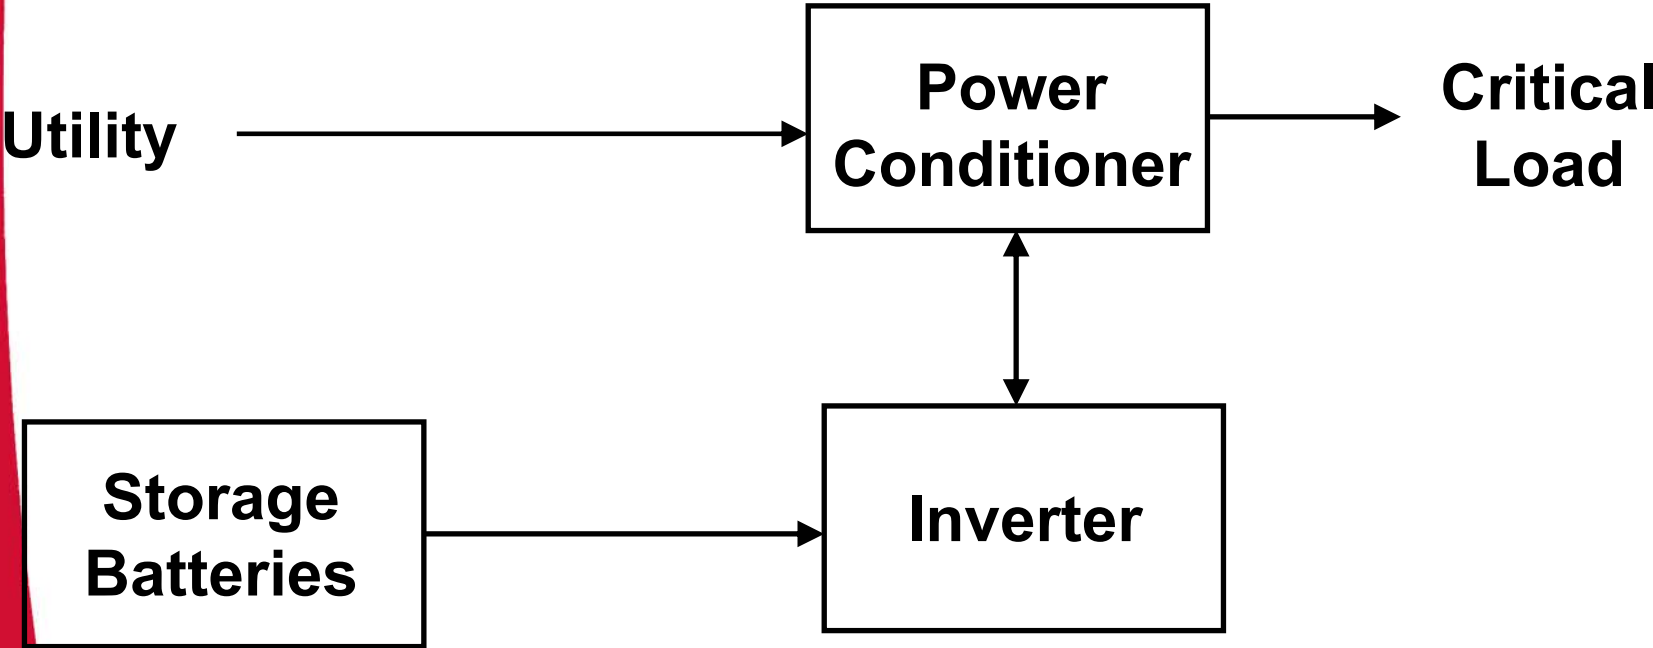 Utility
Power
Conditioner
Critical
Load
Storage
Batteries
Inverter